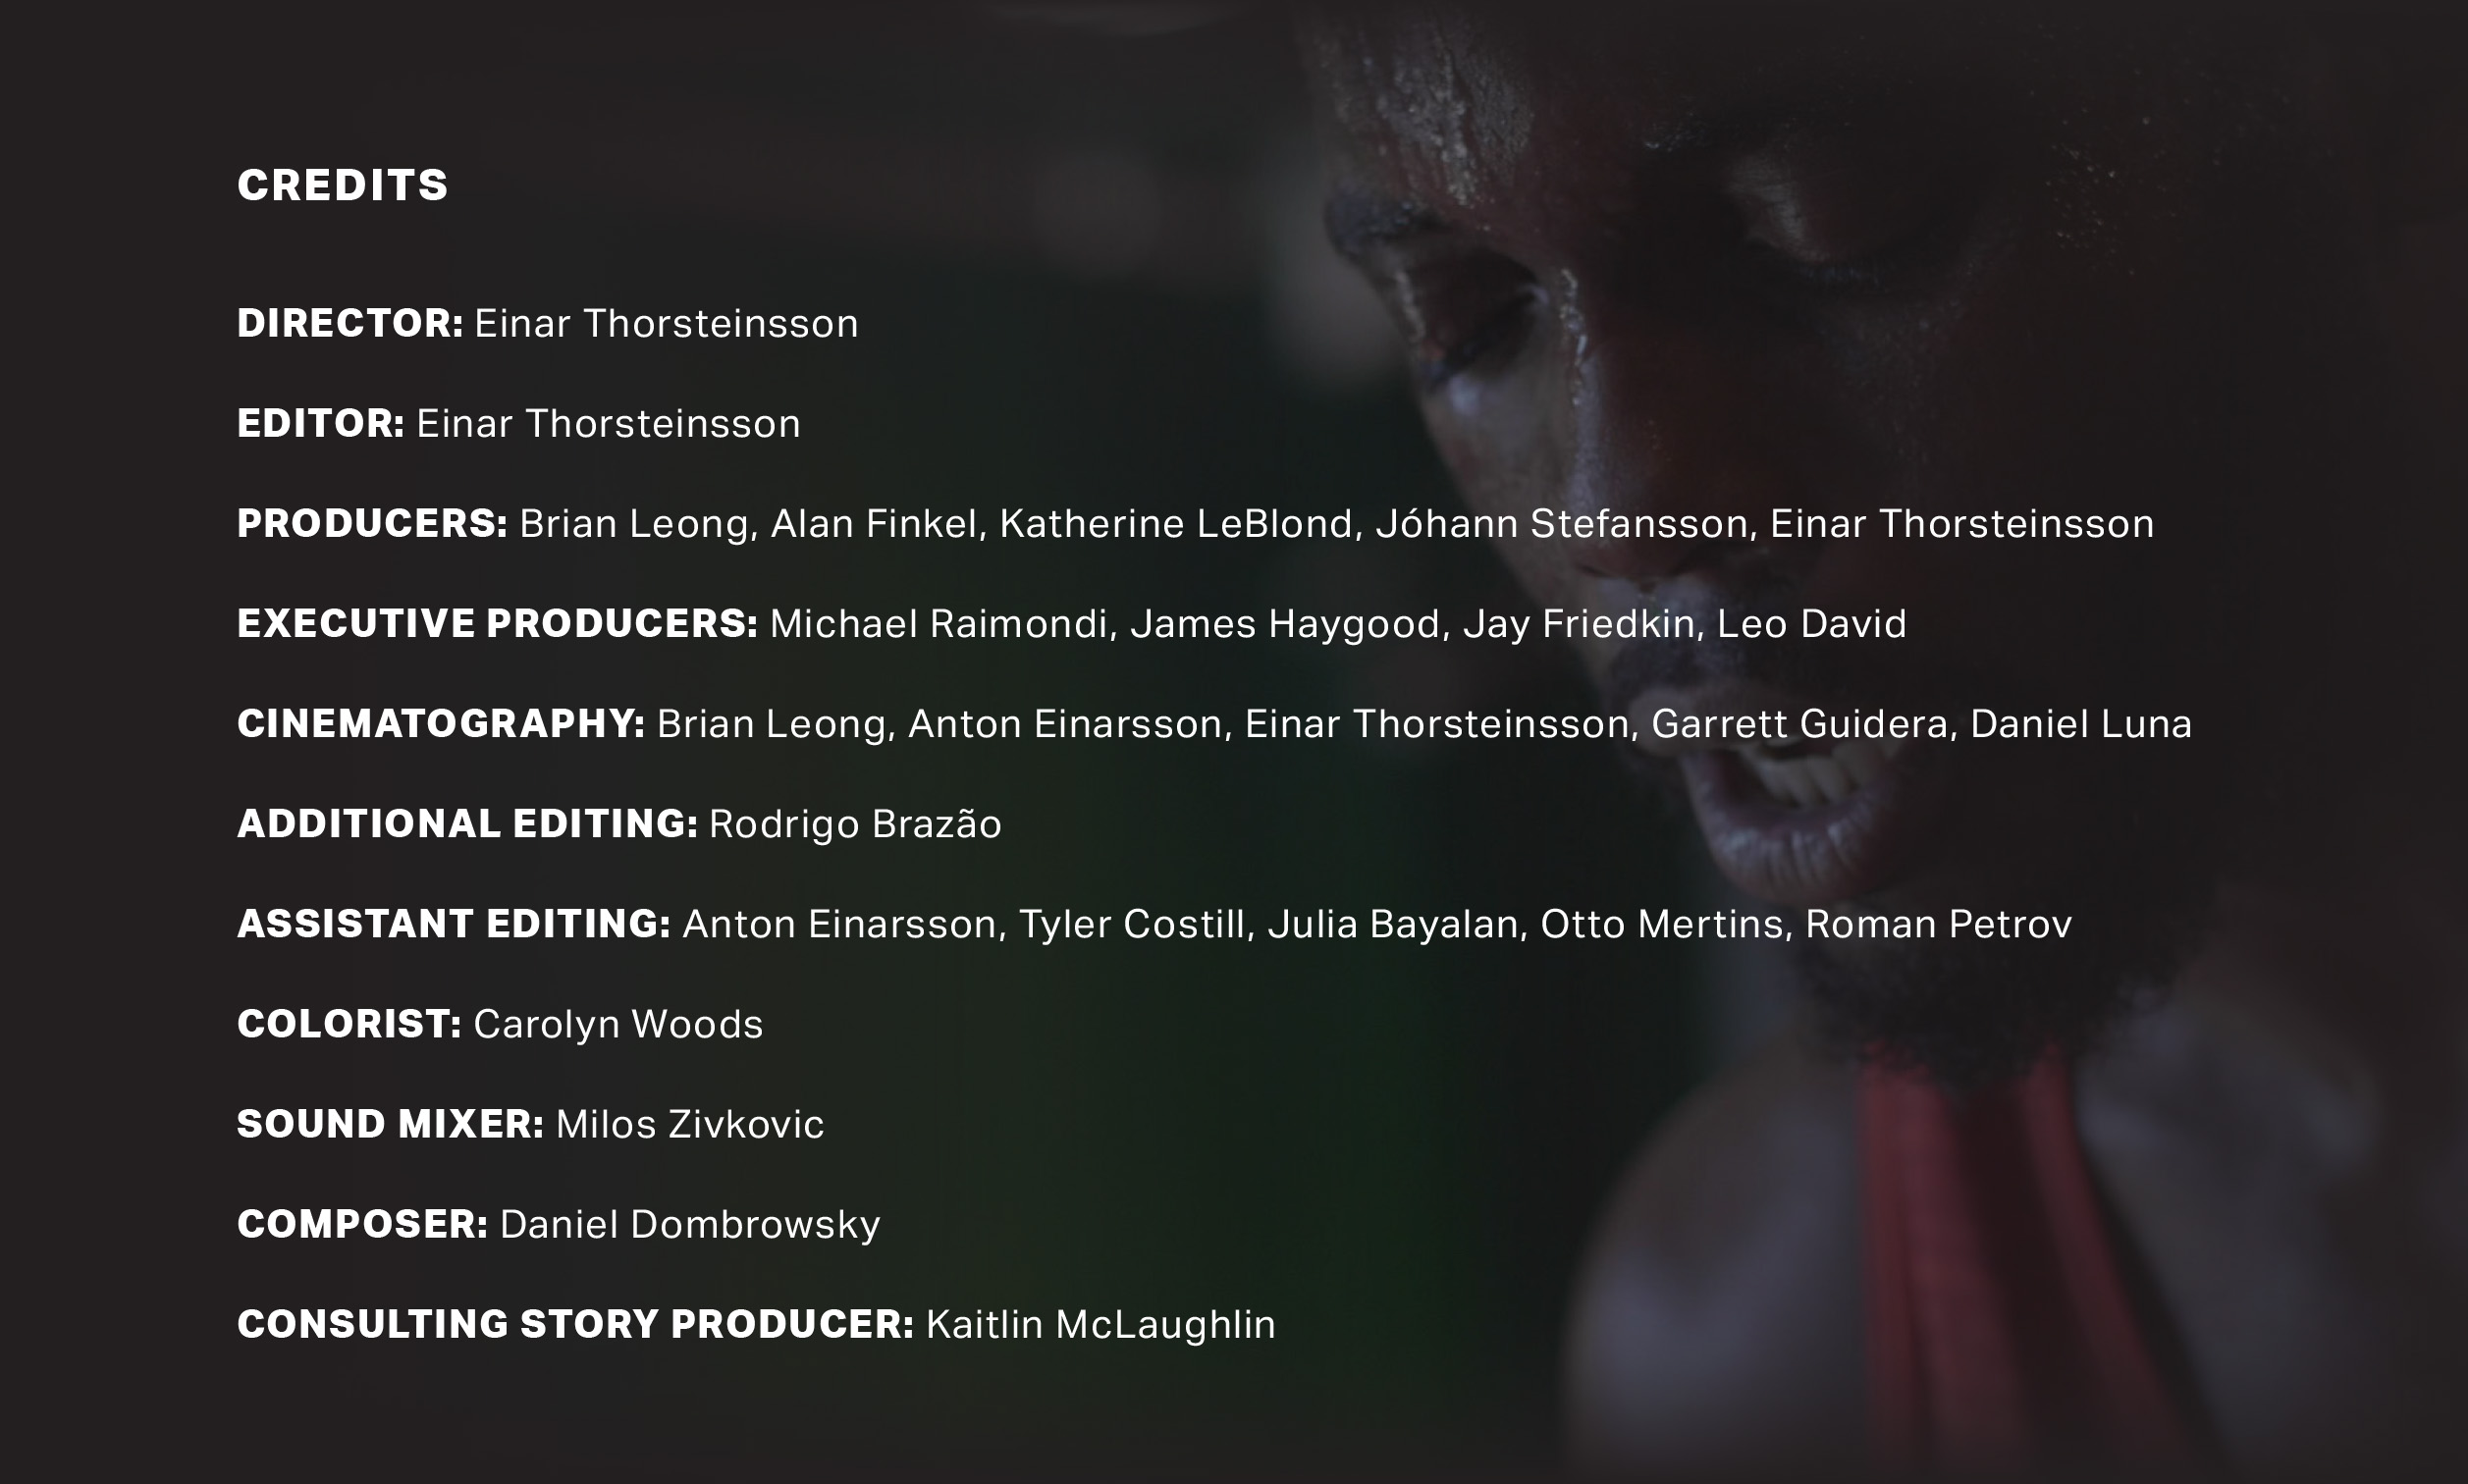 CREDITS
DIRECTOR: Einar Thorsteinsson
EDITOR: Einar Thorsteinsson
PRODUCERS: Brian Leong, Alan Finkel, Katherine LeBlond, Jóhann Stefansson, Einar Thorsteinsson
EXECUTIVE PRODUCERS: Michael Raimondi, James Haygood, Jay Friedkin, Leo David
CINEMATOGRAPHY: Brian Leong, Anton Einarsson, Einar Thorsteinsson, Garrett Guidera, Daniel Luna
ADDITIONAL EDITING: Rodrigo Brazão
ASSISTANT EDITING: Anton Einarsson, Tyler Costill, Julia Bayalan, Otto Mertins, Roman Petrov
COLORIST: Carolyn Woods
SOUND MIXER: Milos Zivkovic
COMPOSER: Daniel Dombrowsky
CONSULTING STORY PRODUCER: Kaitlin McLaughlin